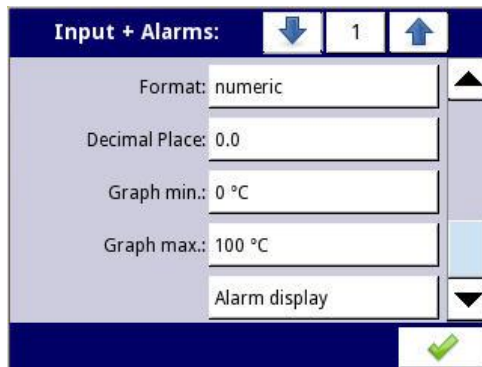 Input + Alarms: 1
Format: numeric
Decimal Place: 0.0
Graph min.: 0 °C
Graph max.: 100 °C
Alarm display